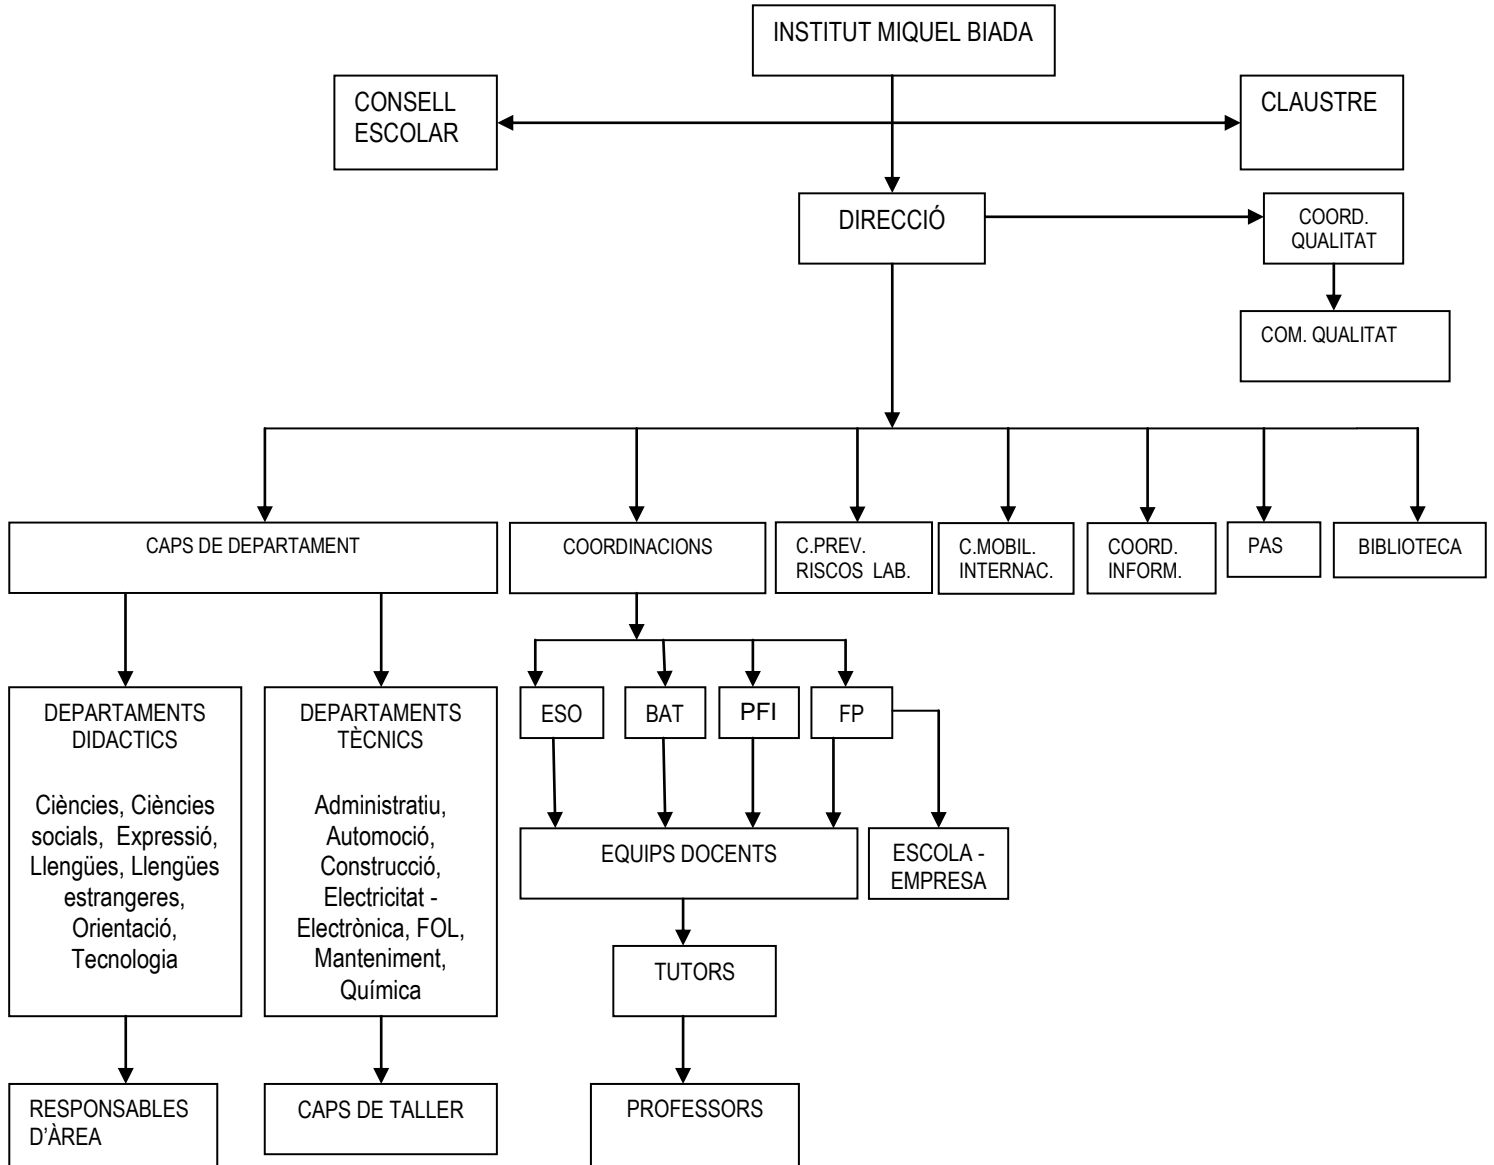 INSTITUT MIQUEL BIADA
CONSELL
ESCOLAR
CLAUSTRE
DIRECCIÓ
COORD.
QUALITAT
COM. QUALITAT
CAPS DE DEPARTAMENT
COORDINACIONS
C.PREV.
RISCOS LAB.
C.MOBIL.
INTERNAC.
COORD.
INFORM.
PAS
BIBLIOTECA
DEPARTAMENTS
DIDACTICS
Ciències, Ciències
socials, Expressió,
Llengües, Llengües
estrangeres,
Orientació,
Tecnologia
DEPARTAMENTS
TÈCNICS
Administratiu,
Automoció,
Construcció,
Electricitat -
Electrònica, FOL,
Manteniment,
Química
ESO
BAT
PFI
FP
EQUIPS DOCENTS
ESCOLA -
EMPRESA
TUTORS
RESPONSABLES
D'ÀREA
CAPS DE TALLER
PROFESSORS